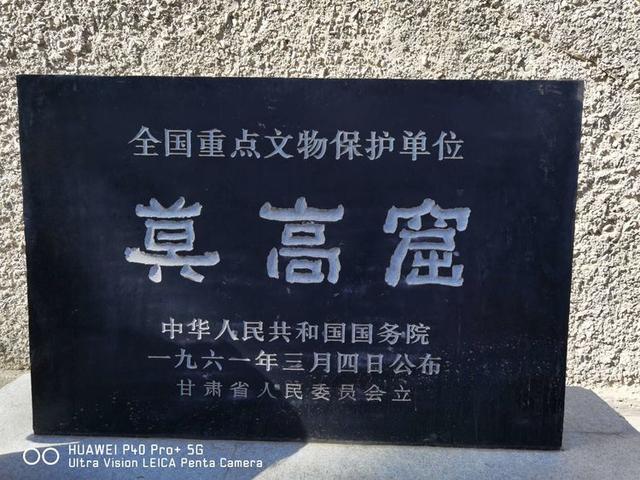 全国重点文物保护单位
莫高窟
中华人民共和国国务院
一九六一年三月四日公布
甘肃省人民委员会立
HUAWEI P40 Pro+ 5G
Ultra Vision LEICA Penta Camera